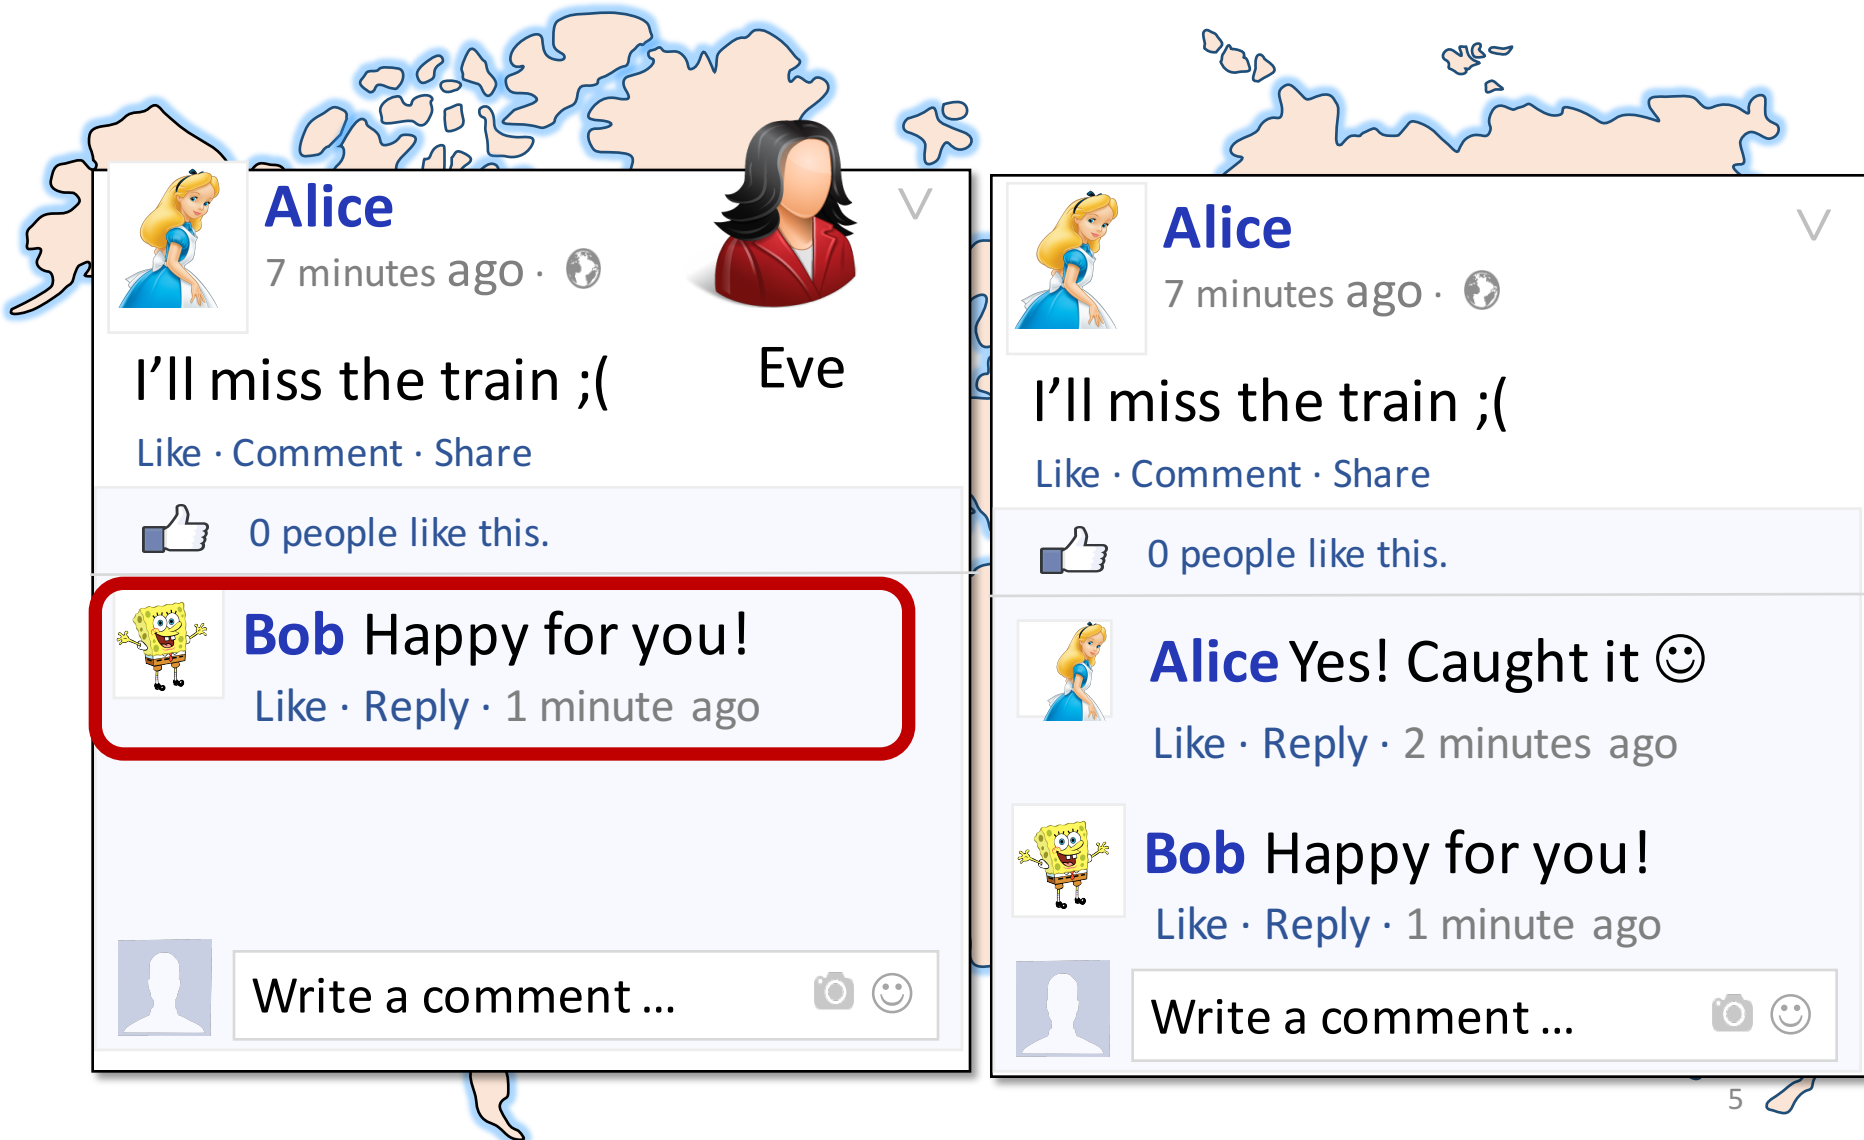 Alice
7 minutes ago ·
Eve
I’ll miss the train ;(
Like · Comment · Share
0 people like this.
Bob Happy for you!
Like · Reply · 1 minute ago
Write a comment ...
Alice
7 minutes ago ·
I’ll miss the train ;(
Like · Comment · Share
0 people like this.
Alice Yes! Caught it ☺
Like · Reply · 2 minutes ago
Bob Happy for you!
Like · Reply · 1 minute ago
Write a comment ...
5